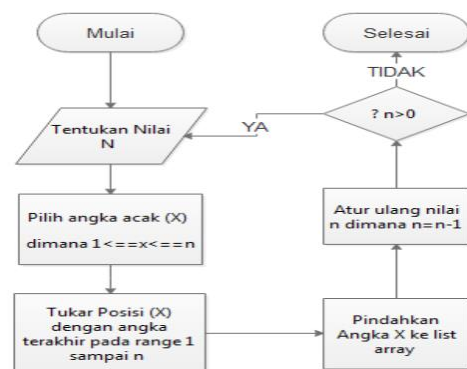 Mulai
Tentukan Nilai
N
Pilih angka acak (X)
dimana 1<==x<==n
Tukar Posisi (X)
dengan angka
terakhir pada range 1
sampai n
Pindahkan
Angka X ke list
array
Atur ulang nilai
n dimana n=n-1
? n>0
YA
TIDAK
Selesai